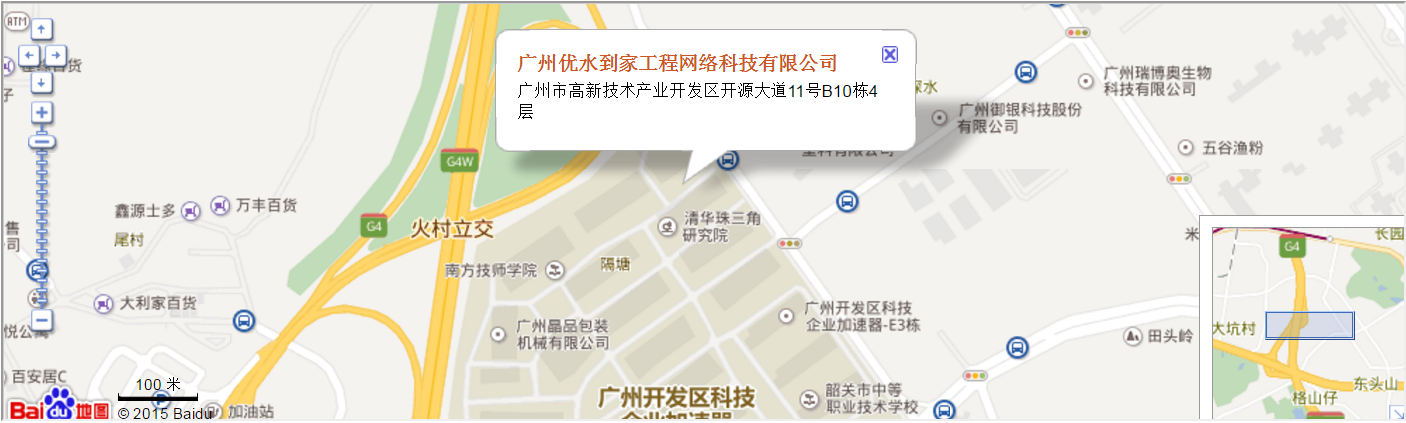 ATM
广州优水到家工程网络科技有限公司
广州市高新技术产业开发区开源大道11号B10栋4
层
百货
子
深水
广州瑞博奥生物
科技有限公司
广州御银科技股份
有限公司
五谷渔粉
科有限公司
G4W
G4
火村立交
鑫源士多
万丰百货
尾村
售
司
清华珠三角
研究院
南方技师学院
隔塘
大利家百货
广州晶品包装
机械有限公司
广州开发区科技
企业加速器-E3栋
田头岭
悦公寓
百安居C
100 米
Bai du 地图
© 2015 Baidu
加油站
广州开发区科技
企业加速器
韶关市中等
职业技术学校
米
G4
长园
大坑村
东头山
格山仔